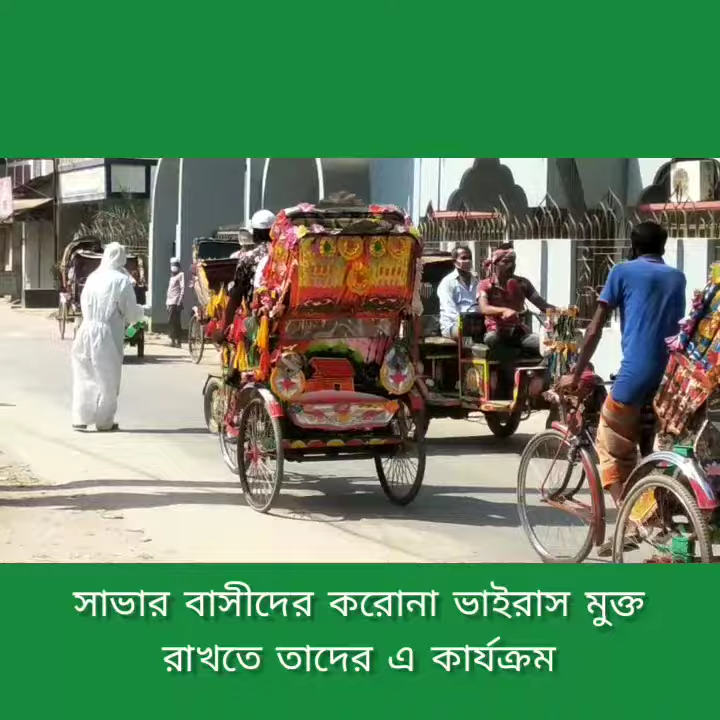 সাভার বাসীদের করোনা ভাইরাস মুক্ত
রাখতে তাদের এ কার্যক্রম